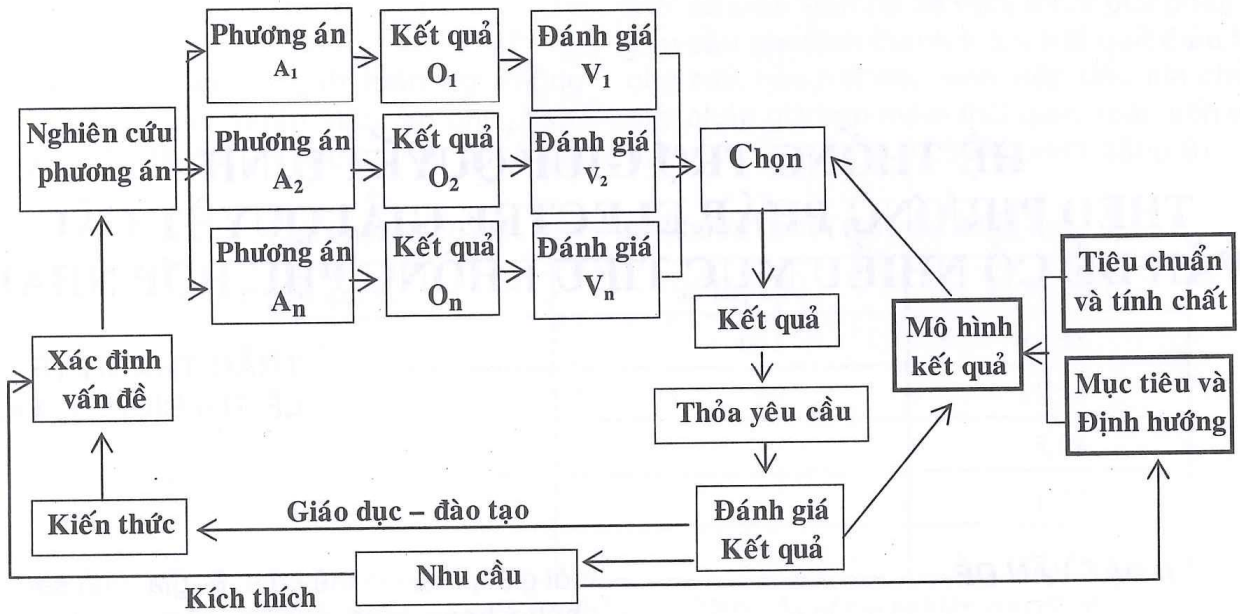 Phương án
A1
Kết quả
O1
Đánh giá
V1
Nghiên cứu
phương án
Phương án
A2
Kết quả
O2
Đánh giá
V2
Chọn
Phương án
An
Kết quả
On
Đánh giá
Vn
Kết quả
Mô hình
kết quả
Tiêu chuẩn
và tính chất
Mục tiêu và
Định hướng
Xác định
vấn đề
Thỏa yêu cầu
Kiến thức
Giáo dục – đào tạo
Đánh giá
Kết quả
Nhu cầu
Kích thích